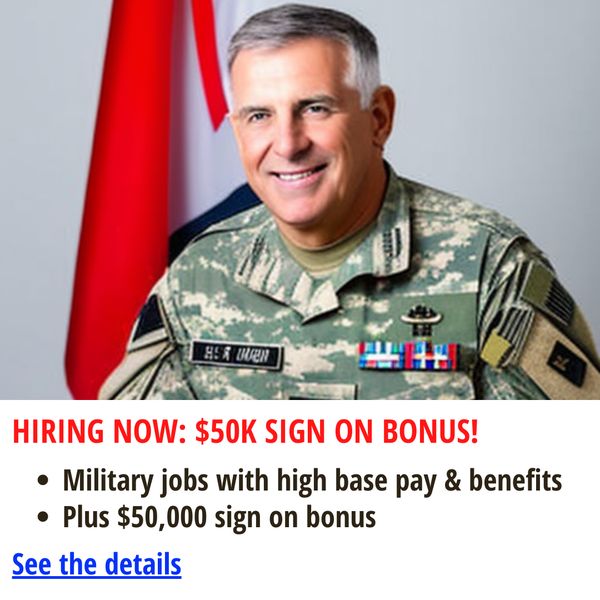 HIRING NOW: $50K SIGN ON BONUS!
• Military jobs with high base pay & benefits
• Plus $50,000 sign on bonus
See the details